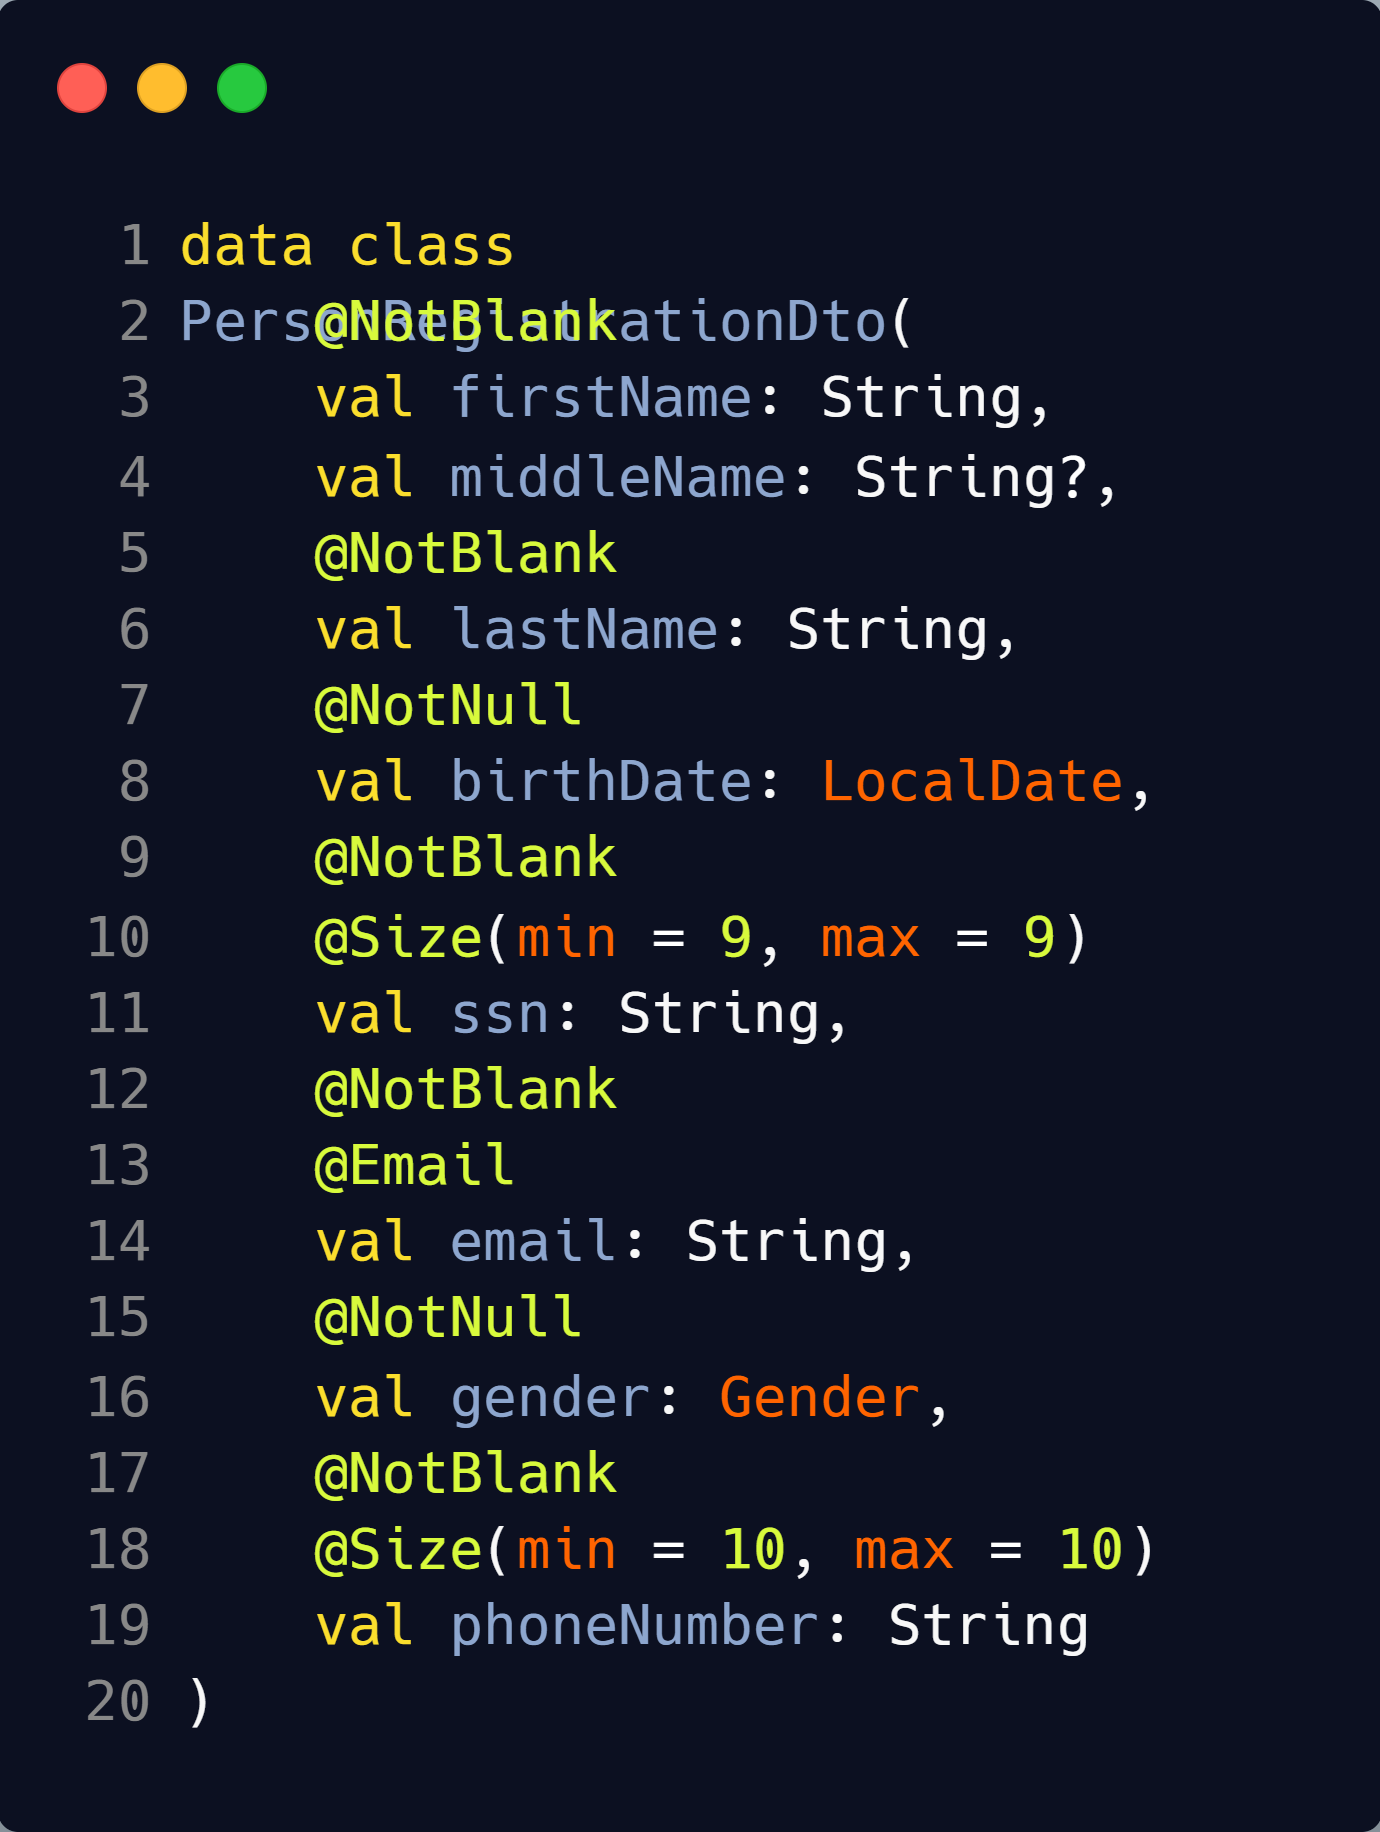 1 data class
2 PersonRegistrationDto(
@NotBlank
3 val firstName: String,
4 val middleName: String?,
5 @NotBlank
6 val lastName: String,
7 @NotNull
8 val birthDate: LocalDate,
9 @NotBlank
10 @Size(min = 9, max = 9)
11 val ssn: String,
12 @NotBlank
13 @Email
14 val email: String,
15 @NotNull
16 val gender: Gender,
17 @NotBlank
18 @Size(min = 10, max = 10)
19 val phoneNumber: String
20 )